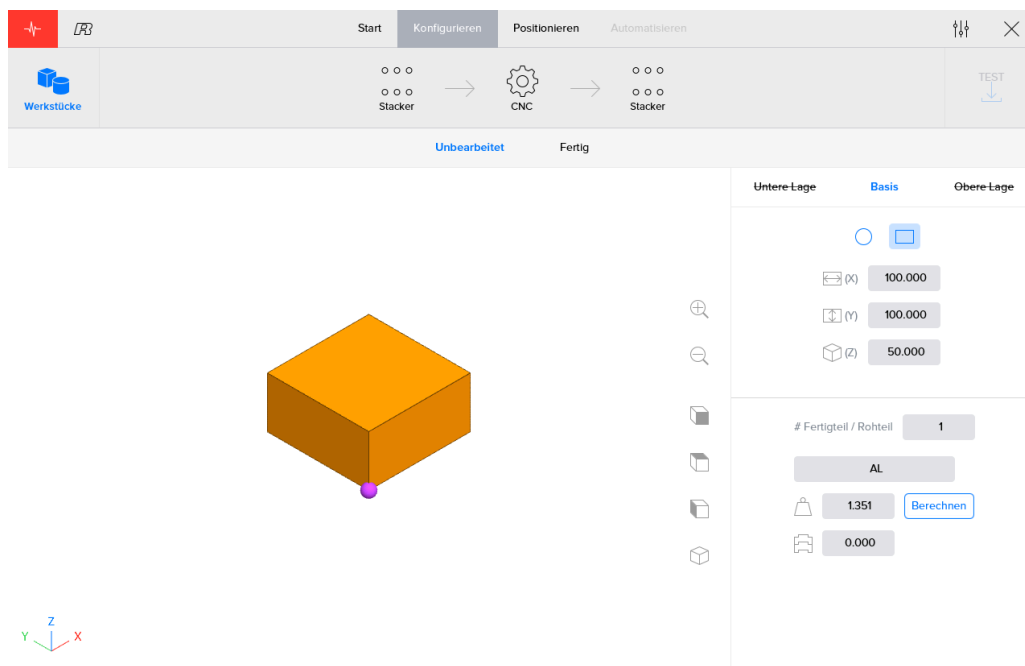 Start Konfigurieren Positionieren Automatisieren
Werkstücke
Stacker CNC Stacker
TEST
Unbearbeitet Fertig
Untere Lage Basis Obere Lage
(X) 100.000
(Y) 100.000
(Z) 50.000
# Fertigteil / Rohteil 1
AL
1.351 Berechnen
0.000
Z
Y X